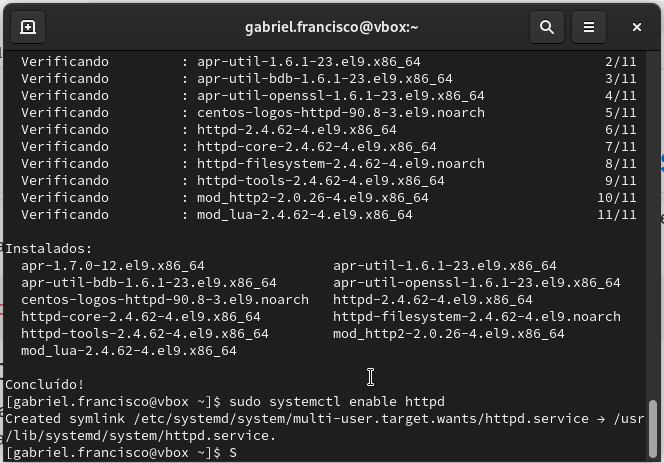 gabriel.francisco@vbox:~
Verificando : apr-util-1.6.1-23.el9.x86_64 2/11
Verificando : apr-util-bdb-1.6.1-23.el9.x86_64 3/11
Verificando : apr-util-openssl-1.6.1-23.el9.x86_64 4/11
Verificando : centos-logos-httpd-90.8-3.el9.noarch 5/11
Verificando : httpd-2.4.62-4.el9.x86_64 6/11
Verificando : httpd-core-2.4.62-4.el9.x86_64 7/11
Verificando : httpd-filesystem-2.4.62-4.el9.noarch 8/11
Verificando : httpd-tools-2.4.62-4.el9.x86_64 9/11
Verificando : mod_http2-2.0.26-4.el9.x86_64 10/11
Verificando : mod_lua-2.4.62-4.el9.x86_64 11/11
Instalados:
apr-1.7.0-12.el9.x86_64 apr-util-1.6.1-23.el9.x86_64
apr-util-bdb-1.6.1-23.el9.x86_64 apr-util-openssl-1.6.1-23.el9.x86_64
centos-logos-httpd-90.8-3.el9.noarch httpd-2.4.62-4.el9.x86_64
httpd-core-2.4.62-4.el9.x86_64 httpd-filesystem-2.4.62-4.el9.noarch
httpd-tools-2.4.62-4.el9.x86_64 mod_http2-2.0.26-4.el9.x86_64
mod_lua-2.4.62-4.el9.x86_64
Concluído!
[gabriel.francisco@vbox ~]$ sudo systemctl enable httpd
Created symlink /etc/systemd/system/multi-user.target.wants/httpd.service → /usr
/lib/systemd/system/httpd.service.
[gabriel.francisco@vbox ~]$ S